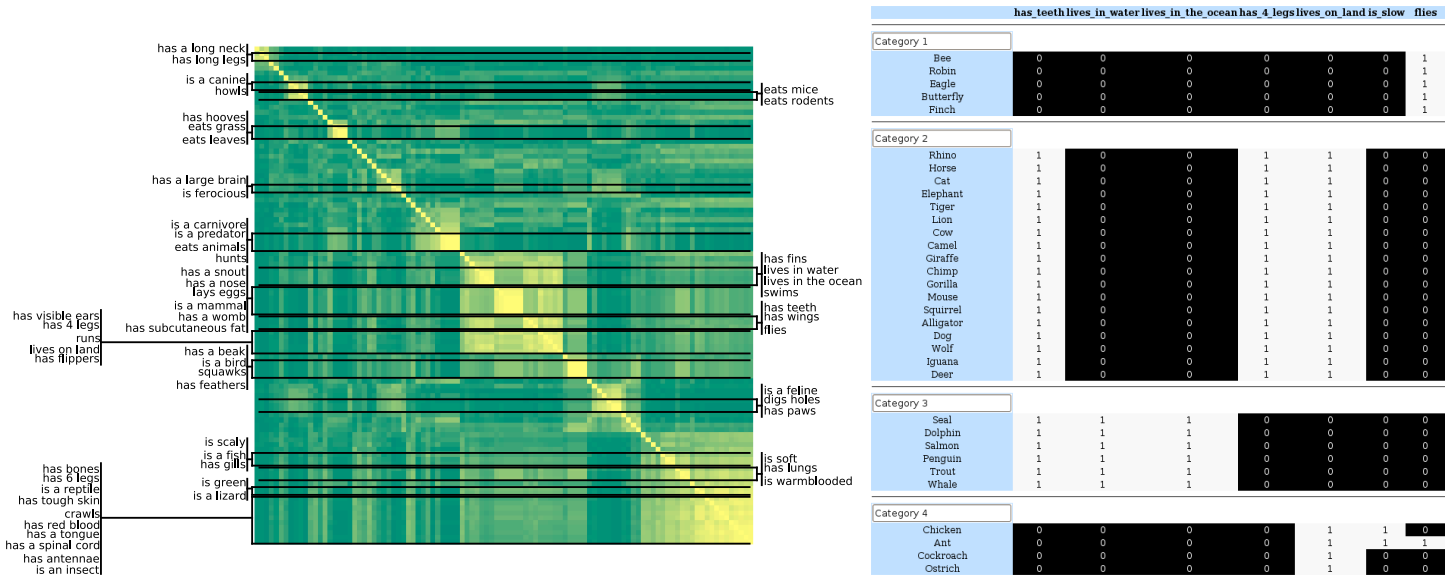 has a long neck
has long legs
is a canine
howls
has hooves
eats grass
eats leaves
has a large brain
is ferocious
is a carnivore
is a predator
eats animals
hunts
has a snout
has a nose
lays eggs
is a mammal
has a womb
has subcutaneous fat
has visible ears
has 4 legs
runs
lives on land
has flippers
has a beak
is a bird
squawks
has feathers
is scaly
is a fish
has gills
is green
is a lizard
has bones
has 6 legs
is a reptile
has tough skin
crawls
has red blood
has a tongue
has a spinal cord
has antennae
is an insect
eats mice
eats rodents
has fins
lives in water
lives in the ocean
swims
has teeth
has wings
flies
is a feline
digs holes
has paws
is soft
has lungs
is warmblooded
has_teeth lives_in_water lives_in_the_ocean has_4_legs lives_on_land is_slow flies
Category 1
Bee 0 0 0 0 0 0 1
Robin 0 0 0 0 0 0 1
Eagle 0 0 0 0 0 0 1
Butterfly 0 0 0 0 0 0 1
Finch 0 0 0 0 0 0 1
Category 2
Rhino 1 0 0 1 1 0 0
Horse 1 0 0 1 1 0 0
Cat 1 0 0 1 1 0 0
Elephant 1 0 0 1 1 0 0
Tiger 1 0 0 1 1 0 0
Lion 1 0 0 1 1 0 0
Cow 1 0 0 1 1 0 0
Camel 1 0 0 1 1 0 0
Giraffe 1 0 0 1 1 0 0
Chimp 1 0 0 1 1 0 0
Gorilla 1 0 0 1 1 0 0
Mouse 1 0 0 1 1 0 0
Squirrel 1 0 0 1 1 0 0
Alligator 1 0 0 1 1 0 0
Dog 1 0 0 1 1 0 0
Wolf 1 0 0 1 1 0 0
Iguana 1 0 0 1 1 0 0
Deer 1 0 0 1 1 0 0
Category 3
Seal 1 1 1 0 0 0 0
Dolphin 1 1 1 0 0 0 0
Salmon 1 1 1 0 0 0 0
Penguin 1 1 1 0 0 0 0
Trout 1 1 1 0 0 0 0
Whale 1 1 1 0 0 0 0
Category 4
Chicken 0 0 0 0 1 1 0
Ant 0 0 0 0 1 1 1
Cockroach 0 0 0 0 1 0 0
Ostrich 0 0 0 0 1 0 0